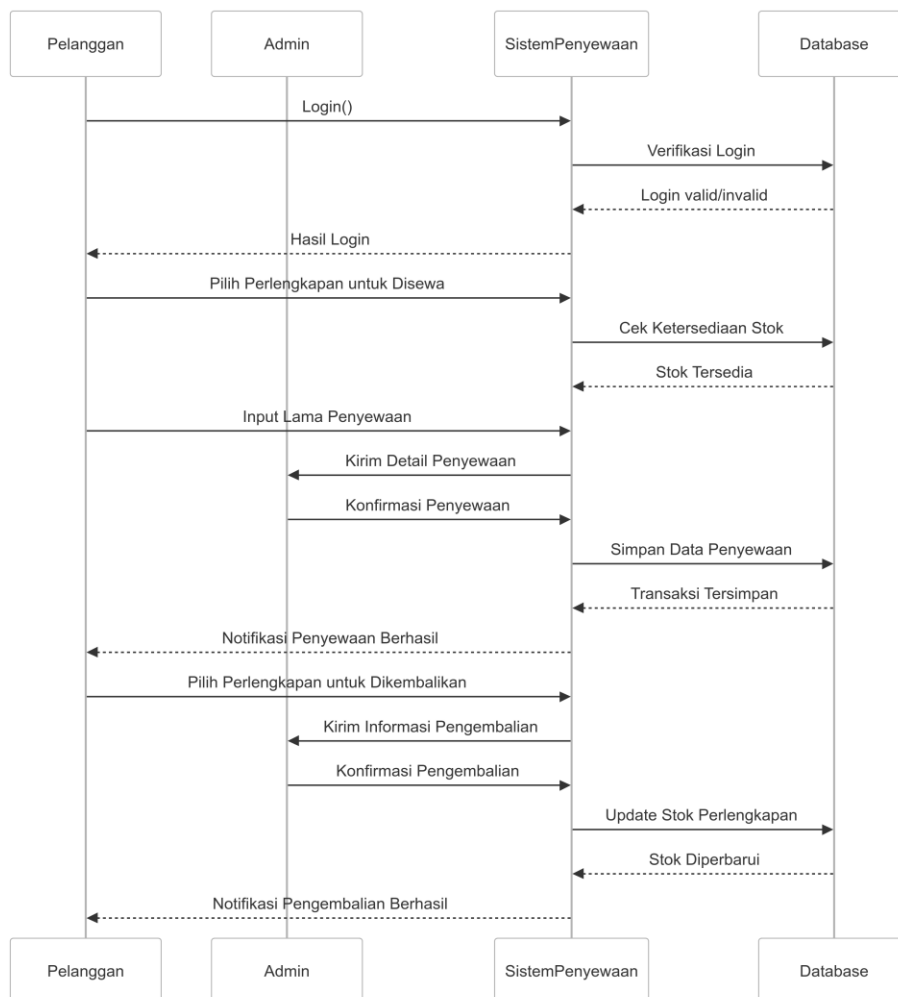 Pelanggan
Admin
SistemPenyewaan
Database
Login()
Verifikasi Login
Login valid/invalid
Hasil Login
Pilih Perlengkapan untuk Disewa
Cek Ketersediaan Stok
Stok Tersedia
Input Lama Penyewaan
Kirim Detail Penyewaan
Konfirmasi Penyewaan
Simpan Data Penyewaan
Transaksi Tersimpan
Notifikasi Penyewaan Berhasil
Pilih Perlengkapan untuk Dikembalikan
Kirim Informasi Pengembalian
Konfirmasi Pengembalian
Update Stok Perlengkapan
Stok Diperbarui
Notifikasi Pengembalian Berhasil
Pelanggan
Admin
SistemPenyewaan
Database